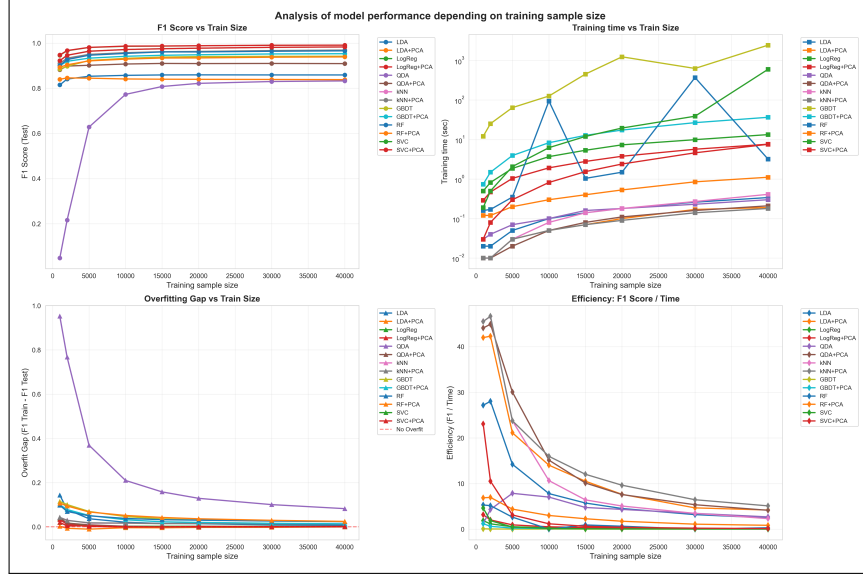 Analysis of model performance depending on training sample size
F1 Score vs Train Size
F1 Score (Test)
1.0
0.8
0.6
0.4
0.2
0
5000
10000
15000
20000
25000
30000
35000
40000
Training sample size
LDA
LDA+PCA
LogReg
LogReg+PCA
QDA
QDA+PCA
kNN
kNN+PCA
GBDT
GBDT+PCA
RF
RF+PCA
SVC
SVC+PCA
Training time vs Train Size
Training time (sec)
10³
10²
10¹
10⁰
10⁻¹
10⁻²
0
5000
10000
15000
20000
25000
30000
35000
40000
Training sample size
LDA
LDA+PCA
LogReg
LogReg+PCA
QDA
QDA+PCA
kNN
kNN+PCA
GBDT
GBDT+PCA
RF
RF+PCA
SVC
SVC+PCA
Overfitting Gap vs Train Size
Overfit Gap (F1 Train - F1 Test)
1.0
0.8
0.6
0.4
0.2
0.0
0
5000
10000
15000
20000
25000
30000
35000
40000
Training sample size
LDA
LDA+PCA
LogReg
LogReg+PCA
QDA
QDA+PCA
kNN
kNN+PCA
GBDT
GBDT+PCA
RF
RF+PCA
SVC
SVC+PCA
No Overfit
Efficiency: F1 Score / Time
Efficiency (F1 / Time)
40
30
20
10
0
0
5000
10000
15000
20000
25000
30000
35000
40000
Training sample size
LDA
LDA+PCA
LogReg
LogReg+PCA
QDA
QDA+PCA
kNN
kNN+PCA
GBDT
GBDT+PCA
RF
RF+PCA
SVC
SVC+PCA